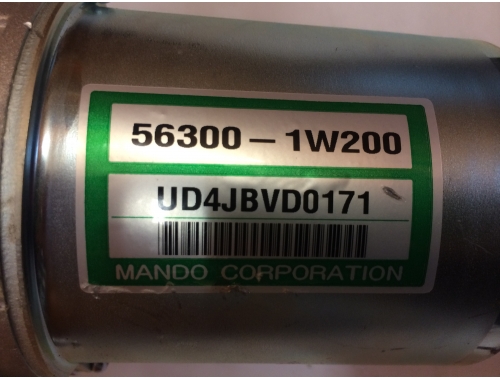 56300 – 1W200
UD4JBVD0171
MANDO CORPORATION